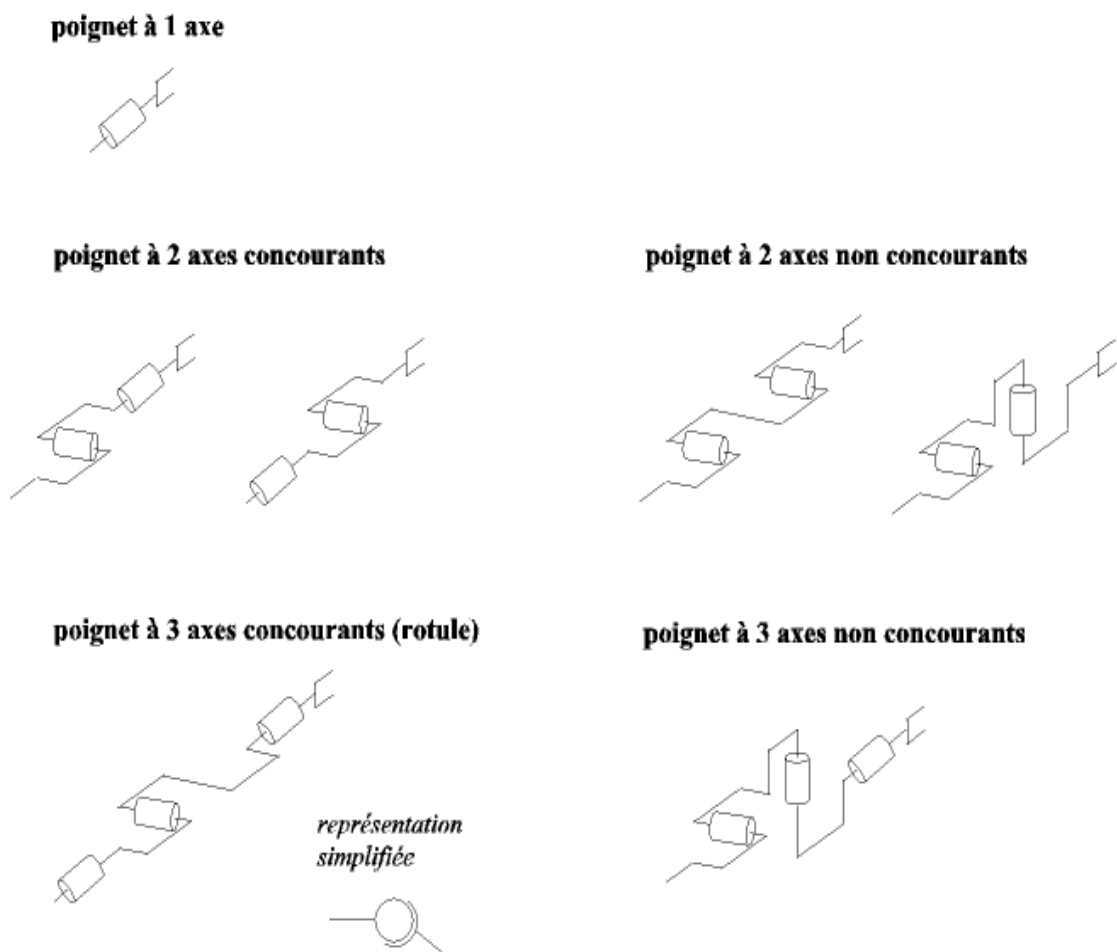 poignet à 1 axe
poignet à 2 axes concourants
poignet à 2 axes non concourants
poignet à 3 axes concourants (rotule)
poignet à 3 axes non concourants
représentation
simplifiée